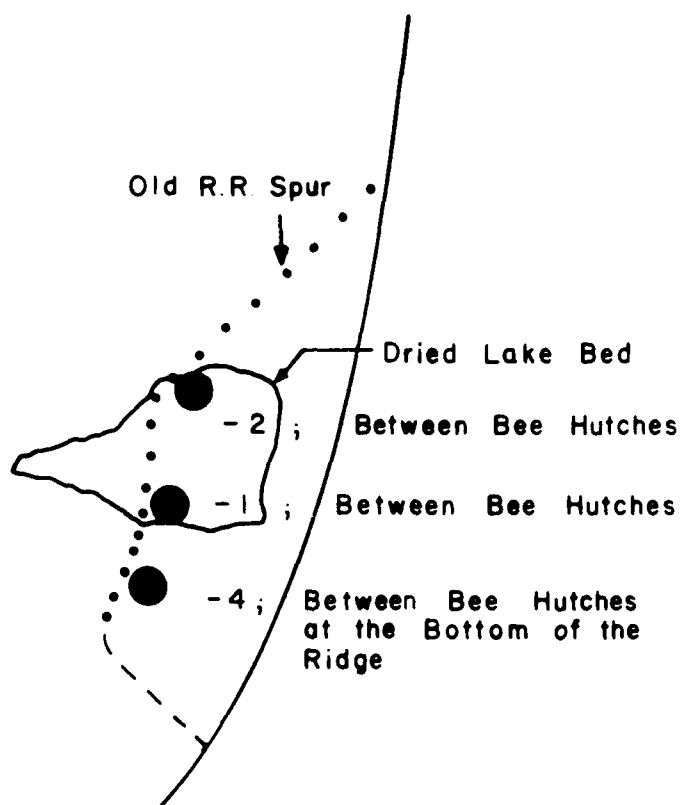 Old R.R. Spur
Dried Lake Bed
-2 ; Between Bee Hutches
-1 ; Between Bee Hutches
-4 ; Between Bee Hutches
at the Bottom of the
Ridge